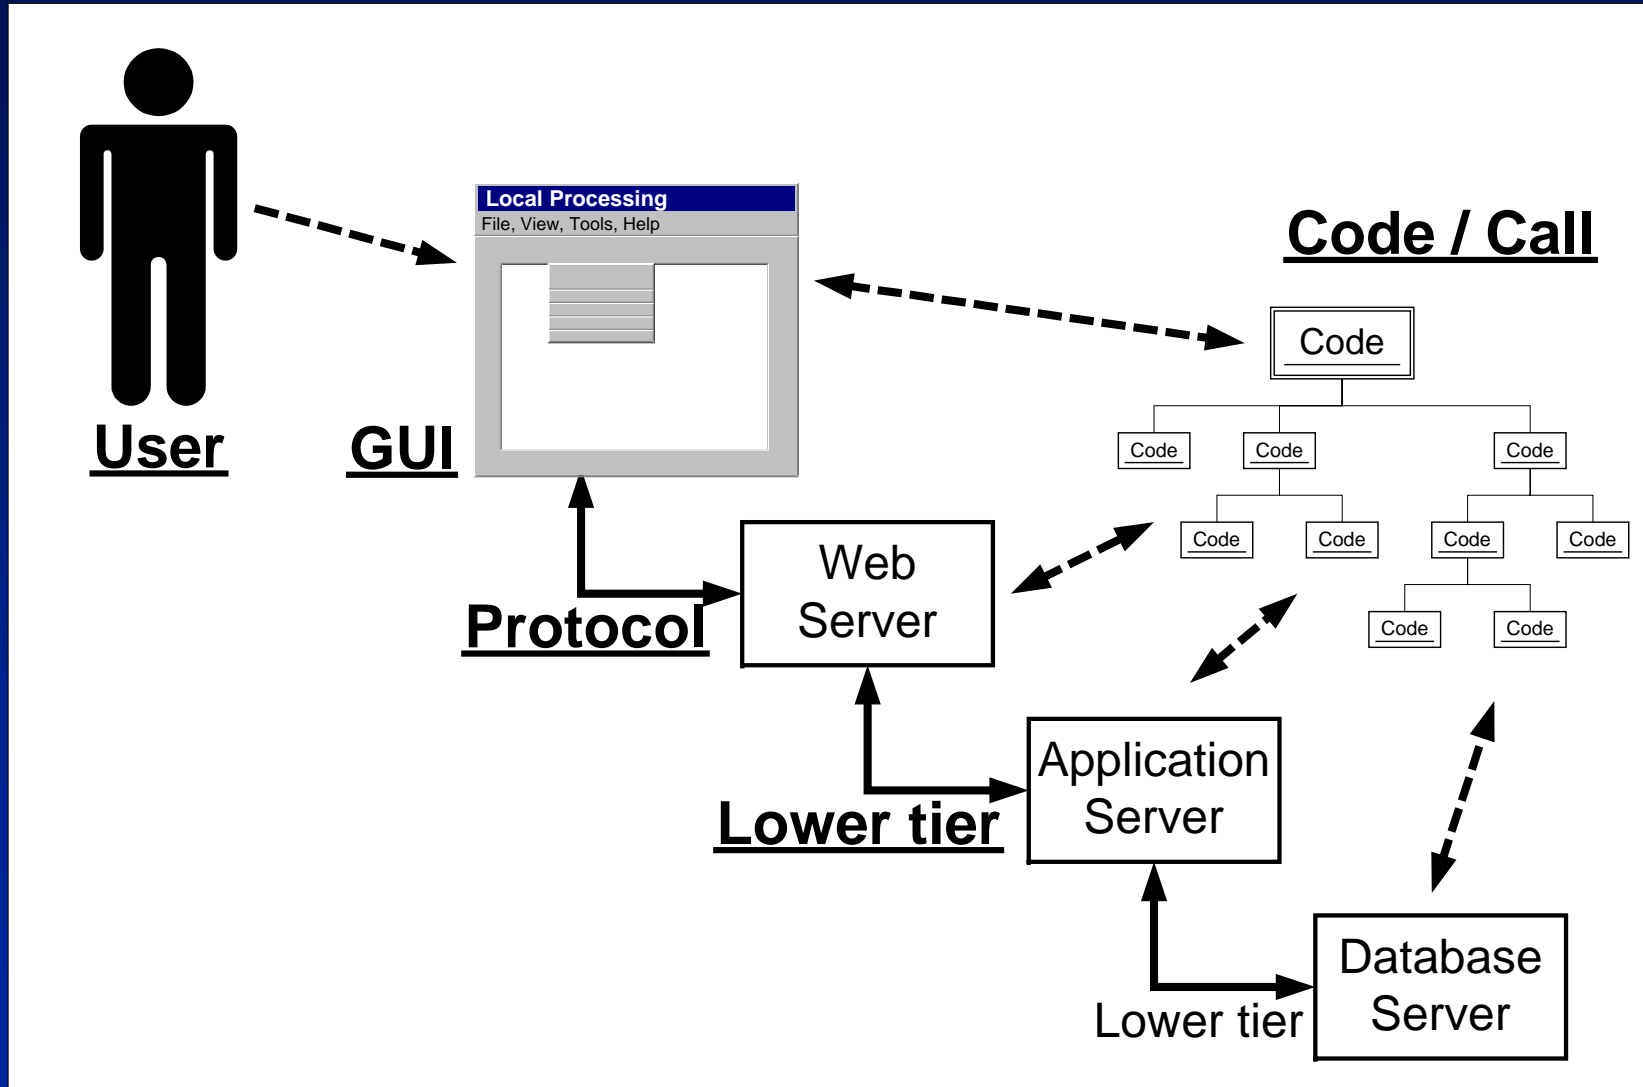 Local Processing
File, View, Tools, Help
Code / Call
Code
User
GUI
Code
Code
Code
Code
Code
Code
Code
Web
Server
Protocol
Code
Code
Application
Server
Lower tier
Database
Server
Lower tier